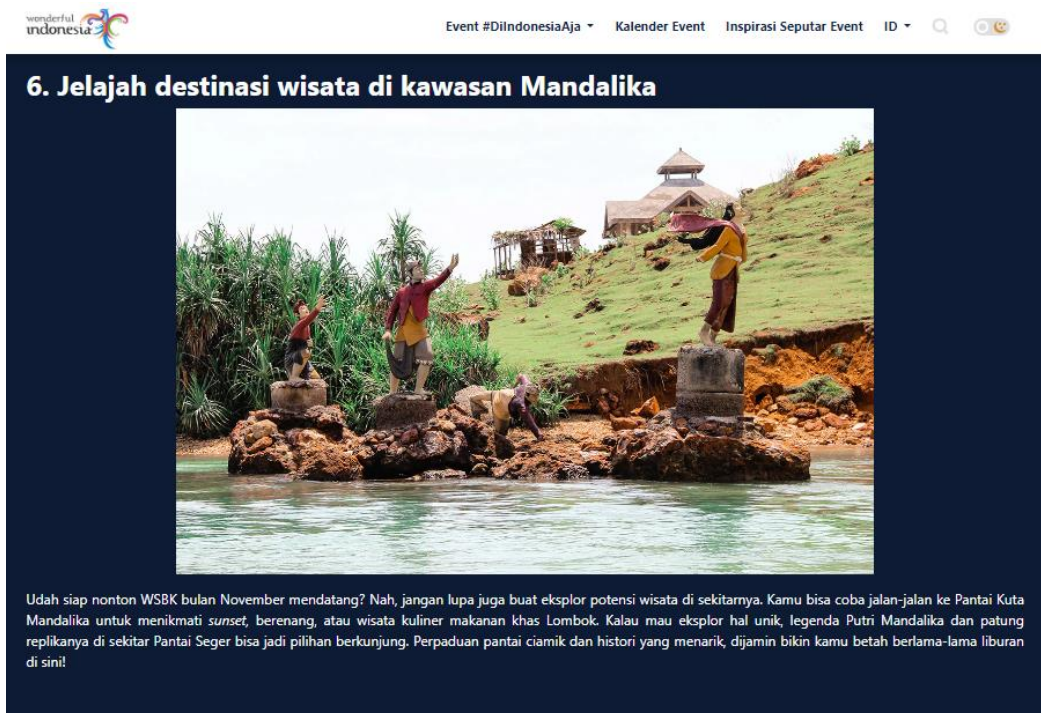 wonderful
indonesia
Event #DiIndonesiaAja
Kalender Event
Inspirasi Seputar Event
ID
6. Jelajah destinasi wisata di kawasan Mandalika
Udah siap nonton WSBK bulan November mendatang? Nah, jangan lupa juga buat eksplor potensi wisata di sekitarnya. Kamu bisa coba jalan-jalan ke Pantai Kuta
Mandalika untuk menikmati sunset, berenang, atau wisata kuliner makanan khas Lombok. Kalau mau eksplor hal unik, legenda Putri Mandalika dan patung
replikanya di sekitar Pantai Seger bisa jadi pilihan berkunjung. Perpaduan pantai ciamik dan histori yang menarik, dijamin bikin kamu betah berlama-lama liburan
di sini!